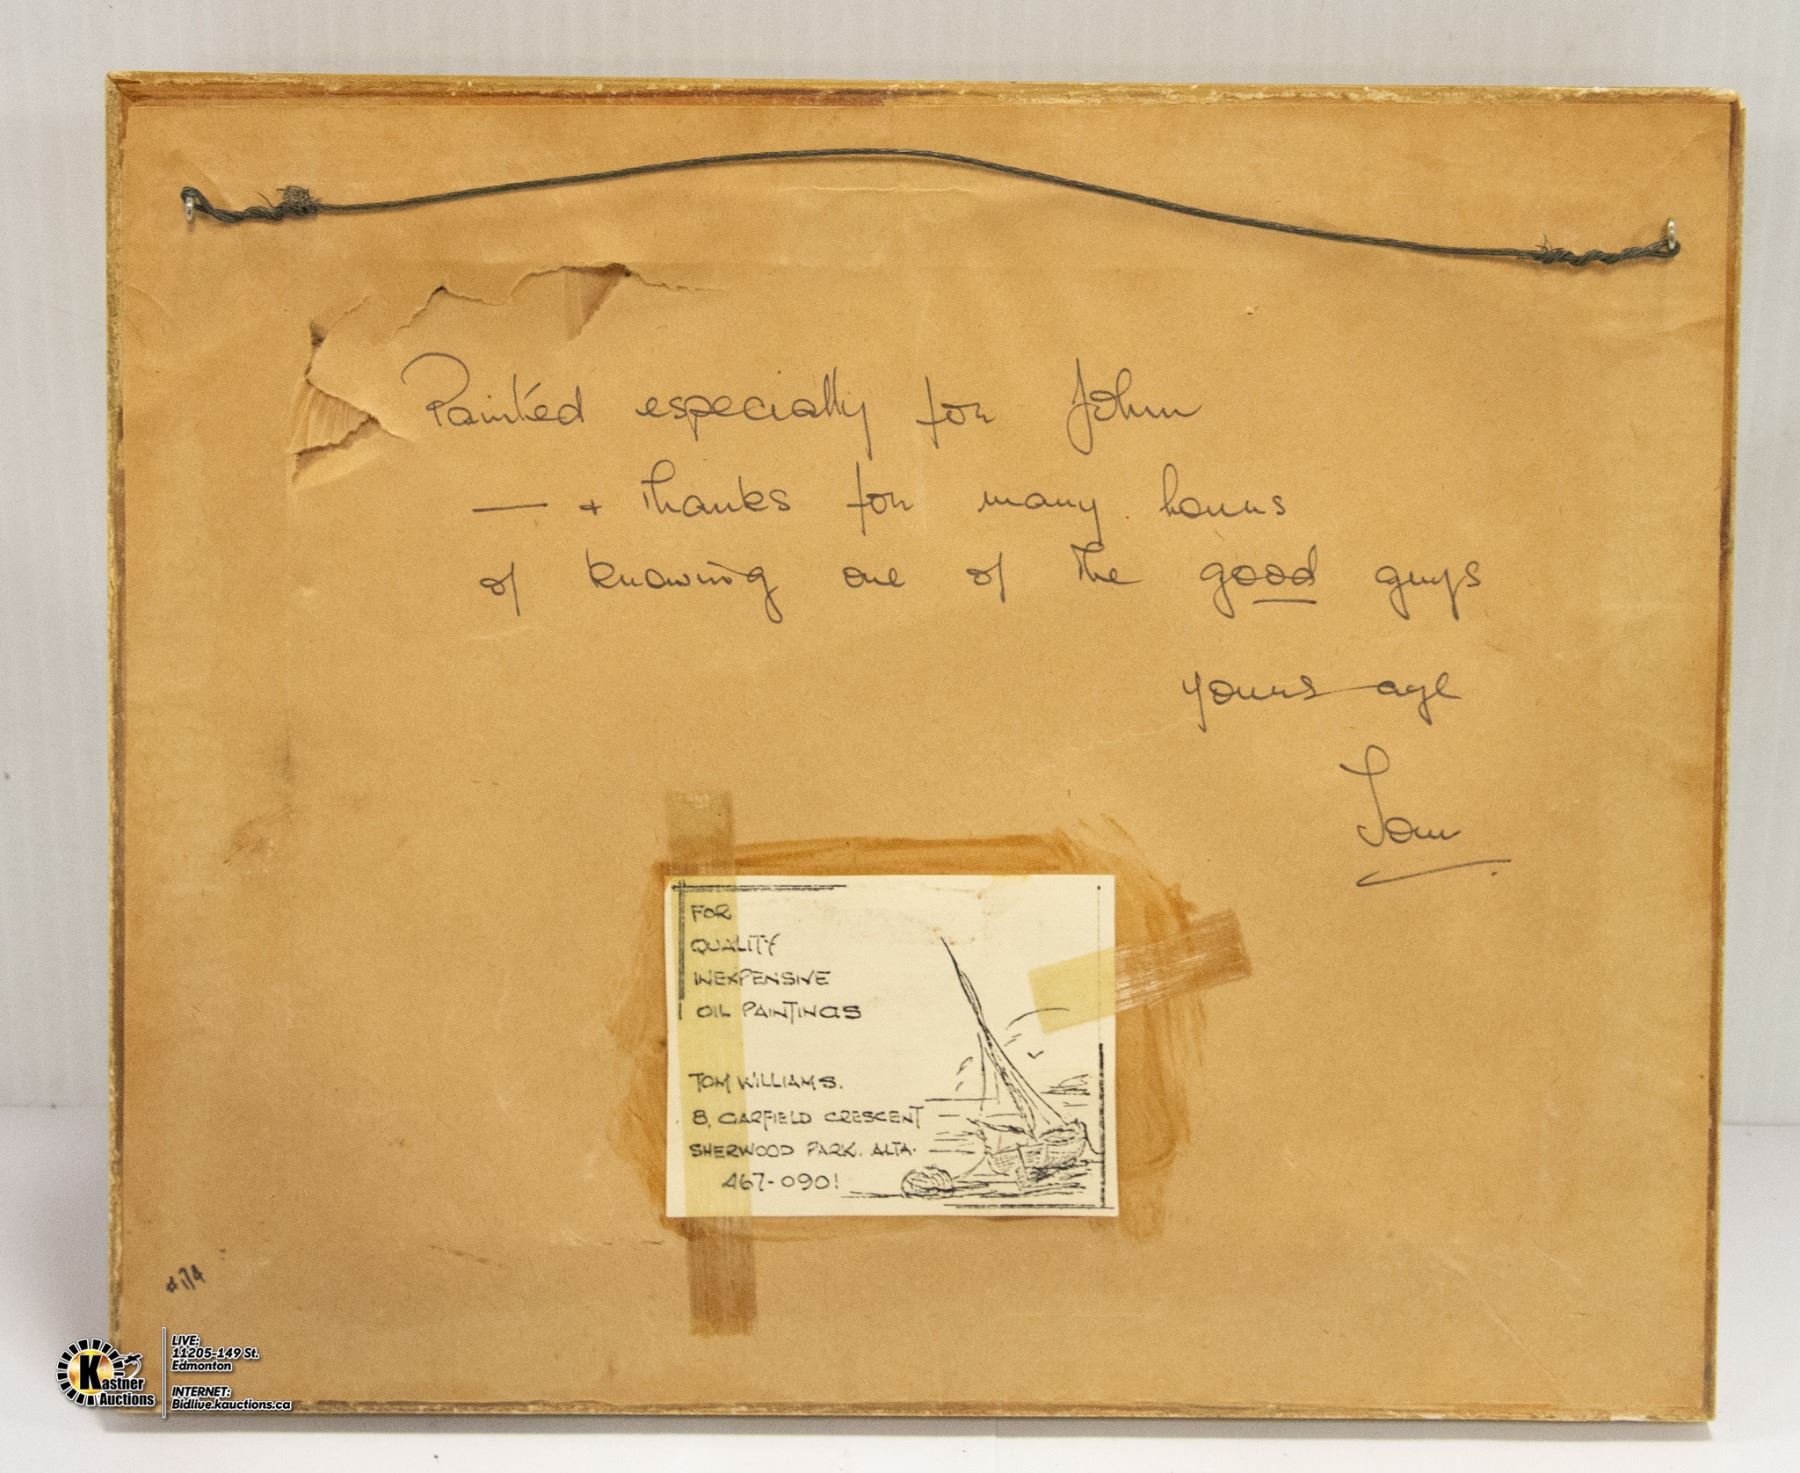 Painted especially for John
— + Thanks for many hours
of knowing one of the good guys
yours aye
Tom
FOR
QUALITY
INEXPENSIVE
OIL PAINTINGS
TOM WILLIAMS.
8, GARFIELD CRESCENT
SHERWOOD PARK. ALTA.
467-0901
Kastner
Auctions
LIVE:
11205-149 St.
Edmonton
INTERNET:
Bidlive.kauctions.ca